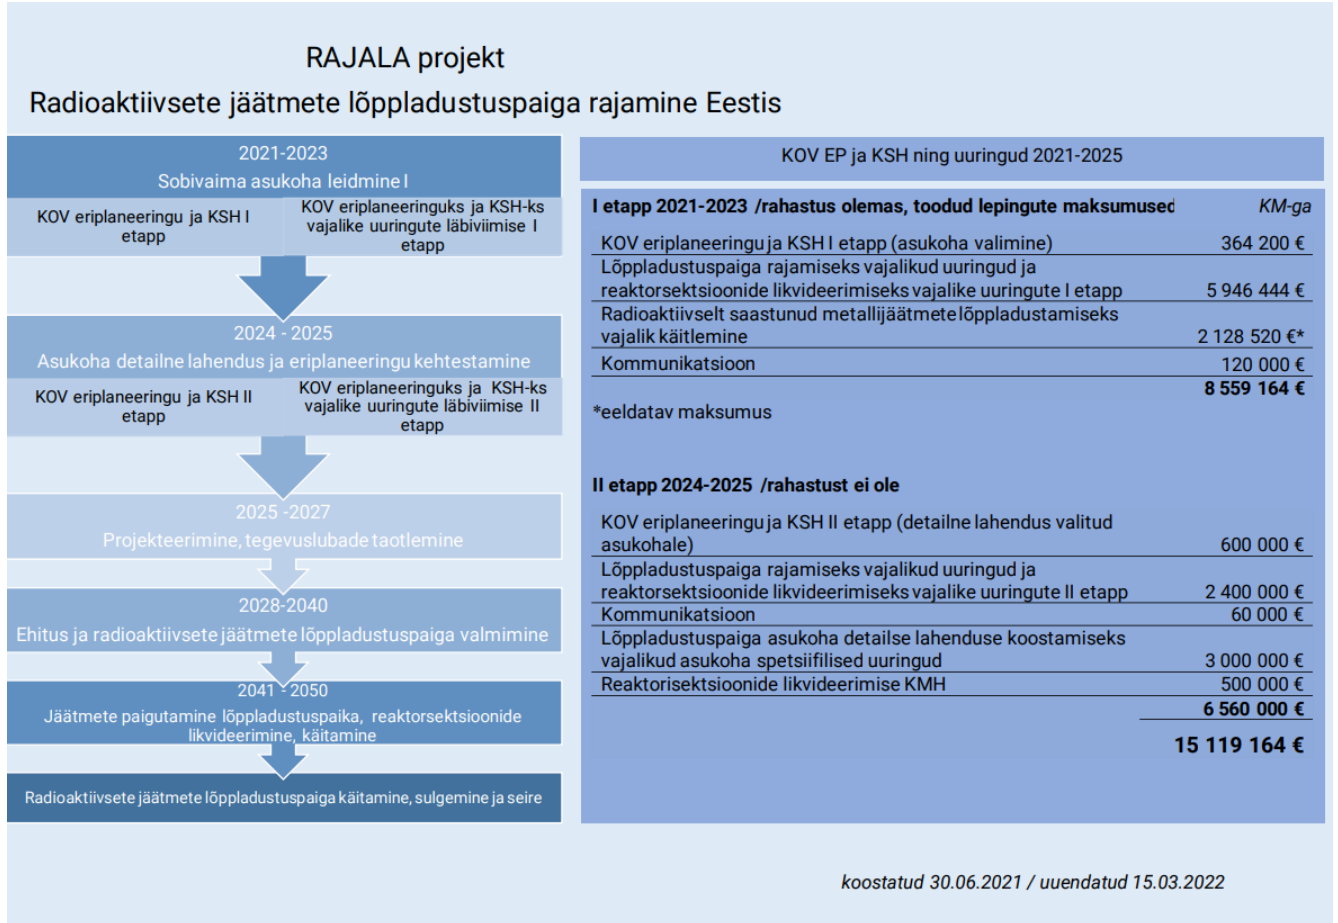 RAJALA projekt
Radioaktiivsete jäätmete lõppladustuspaiga rajamine Eestis
2021-2023
Sobivaima asukoha leidmine I
KOV eriplaneeringu ja KSH I
etapp
KOV eriplaneeringuks ja KSH-ks
vajalike uuringute läbiviimise I
etapp
2024 - 2025
Asukoha detailne lahendus ja eriplaneeringu kehtestamine
KOV eriplaneeringu ja KSH II
etapp
KOV eriplaneeringuks ja KSH-ks
vajalike uuringute läbiviimise II
etapp
2025 -2027
Projekteerimine, tegevuslubade taotlemine
2028-2040
Ehitus ja radioaktiivsete jäätmete lõppladustuspaiga valmimine
2041 - 2050
Jäätmete paigutamine lõppladustuspaika, reaktorsektsioonide
likvideerimine, käitamine
Radioaktiivsete jäätmete lõppladustuspaiga käitamine, sulgemine ja seire
KOV EP ja KSH ning uuringud 2021-2025
I etapp 2021-2023 /rahastus olemas, toodud lepingute maksumused KM-ga
KOV eriplaneeringu ja KSH I etapp (asukoha valimine) 364 200 €
Lõppladustuspaiga rajamiseks vajalikud uuringud ja
reaktorsektsioonide likvideerimiseks vajalike uuringute I etapp 5 946 444 €
Radioaktiivselt saastunud metallijäätmete lõppladustamiseks
vajalik käitlemine 2 128 520 €*
Kommunikatsioon 120 000 €
8 559 164 €
*eeldatav maksumus
II etapp 2024-2025 /rahastust ei ole
KOV eriplaneeringu ja KSH II etapp (detailne lahendus valitud
asukohale) 600 000 €
Lõppladustuspaiga rajamiseks vajalikud uuringud ja
reaktorsektsioonide likvideerimiseks vajalike uuringute II etapp 2 400 000 €
Kommunikatsioon 60 000 €
Lõppladustuspaiga asukoha detailse lahenduse koostamiseks
vajalikud asukoha spetsiifilised uuringud 3 000 000 €
Reaktorisektsioonide likvideerimise KMH 500 000 €
6 560 000 €
15 119 164 €
koostatud 30.06.2021 / uuendatud 15.03.2022